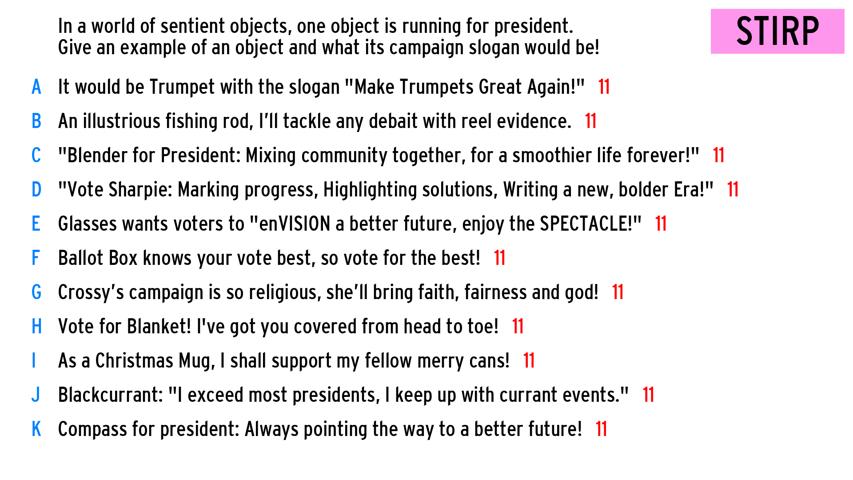 In a world of sentient objects, one object is running for president.
Give an example of an object and what its campaign slogan would be!
STIRP
A It would be Trumpet with the slogan "Make Trumpets Great Again!" 11
B An illustrious fishing rod, I'll tackle any debait with reel evidence. 11
C "Blender for President: Mixing community together, for a smoothier life forever!" 11
D "Vote Sharpie: Marking progress, Highlighting solutions, Writing a new, bolder Era!" 11
E Glasses wants voters to "enVISION a better future, enjoy the SPECTACLE!" 11
F Ballot Box knows your vote best, so vote for the best! 11
G Crossy's campaign is so religious, she'll bring faith, fairness and god! 11
H Vote for Blanket! I've got you covered from head to toe! 11
I As a Christmas Mug, I shall support my fellow merry cans! 11
J Blackcurrant: "I exceed most presidents, I keep up with currant events." 11
K Compass for president: Always pointing the way to a better future! 11